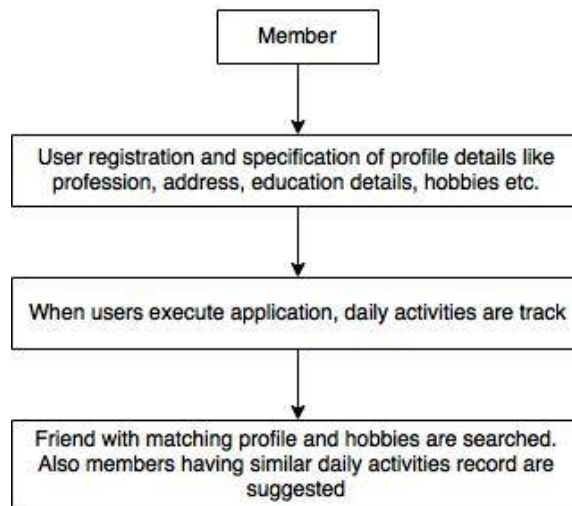 Member
User registration and specification of profile details like
profession, address, education details, hobbies etc.
When users execute application, daily activities are track
Friend with matching profile and hobbies are searched.
Also members having similar daily activities record are
suggested